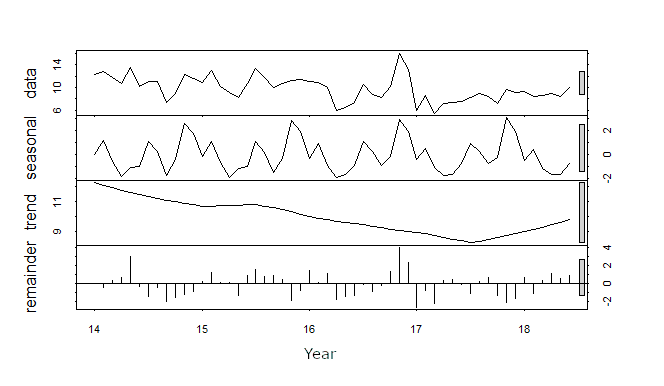 data
6 10 14
seasonal
-2 0 2
trend
9 11
remainder
-2 0 2 4
14 15 16 17 18
Year